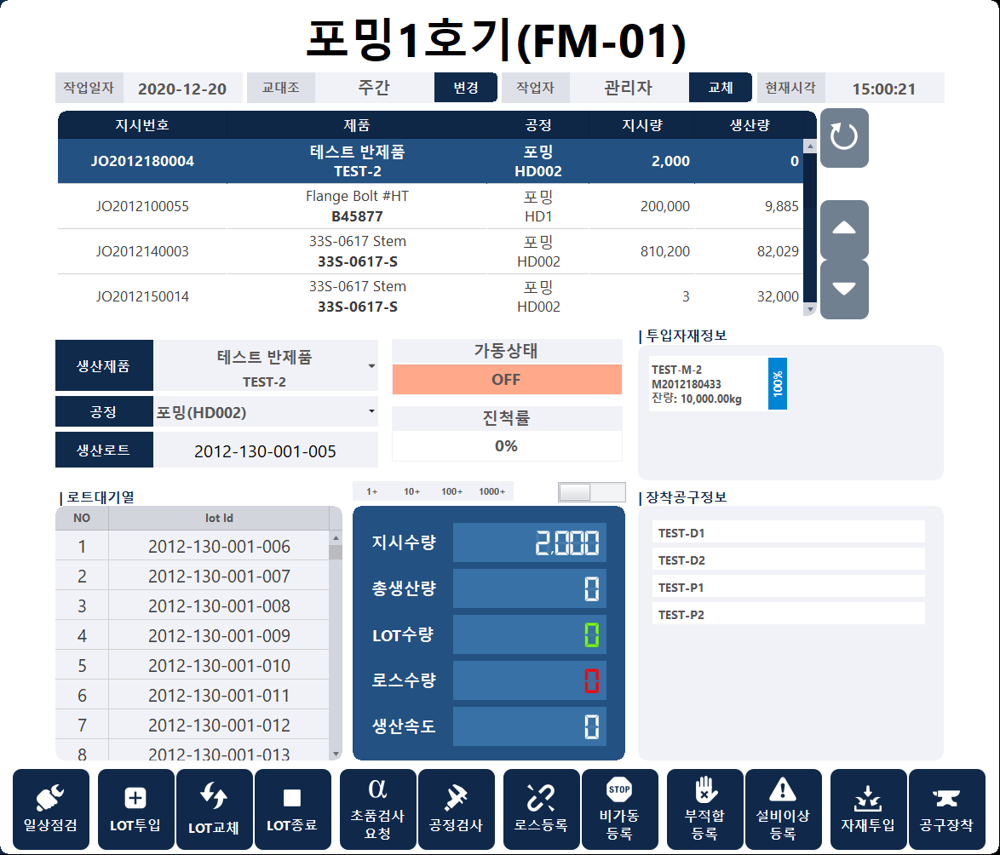 포밍1호기(FM-01)
작업일자 2020-12-20 교대조 주간 변경 작업자 관리자 교체 현재시각 15:00:21
지시번호 제품 공정 지시량 생산량
JO2012180004 테스트 반제품 포밍 2,000 0
TEST-2 HD002
JO2012100055 Flange Bolt #HT 포밍 200,000 9,885
B45877 HD1
JO2012140003 33S-0617 Stem 포밍 810,200 82,029
33S-0617-S HD002
JO2012150014 33S-0617 Stem 포밍 3 32,000
33S-0617-S HD002
생산제품 테스트 반제품
TEST-2
공정 포밍(HD002)
생산로트 2012-130-001-005
가동상태
OFF
진척률
0%
| 투입자재정보
TEST-M-2
M2012180433
잔량: 10,000.00kg
100%
| 로트대기열
NO lot Id
1 2012-130-001-006
2 2012-130-001-007
3 2012-130-001-008
4 2012-130-001-009
5 2012-130-001-010
6 2012-130-001-011
7 2012-130-001-012
8 2012-130-001-013
1+ 10+ 100+ 1000+
지시수량 2,000
총생산량 0
LOT수량 0
로스수량 0
생산속도 0
| 장착공구정보
TEST-D1
TEST-D2
TEST-P1
TEST-P2
일상점검
LOT투입
LOT교체
LOT종료
α
초품검사
요청
공정검사
로스등록
STOP
비가동
등록
부적합
등록
설비이상
등록
자재투입
공구장착